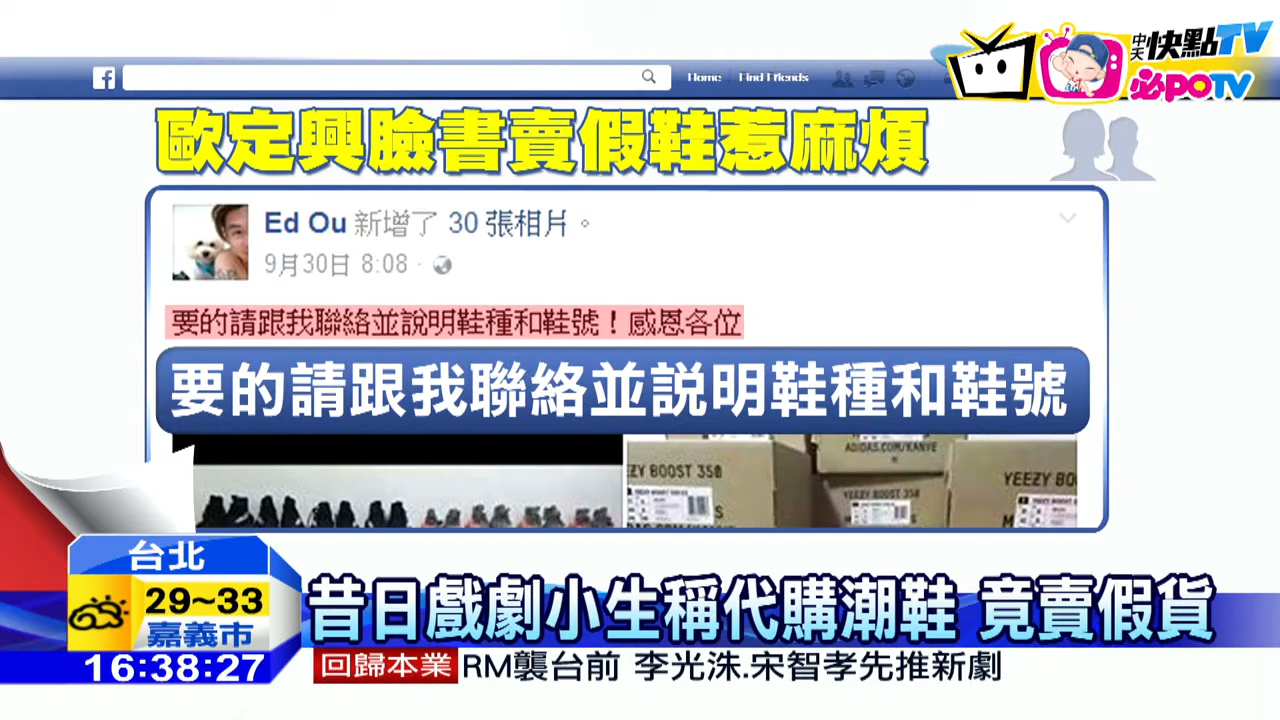 中天快點TV
必POTV
Home Find Friends
歐定興臉書賣假鞋惹麻煩
Ed Ou 新增了 30 張相片。
9月30日 8:08 ·
要的請跟我聯絡並說明鞋種和鞋號！感恩各位
要的請跟我聯絡並說明鞋種和鞋號
ADIDAS.COM/KANYE
ZY BOOST 350
YEEZY BOOST 350
YEEZY BO
台北
29~33
嘉義市
16:38:27
昔日戲劇小生稱代購潮鞋 竟賣假貨
回歸本業 RM襲台前 李光洙.宋智孝先推新劇